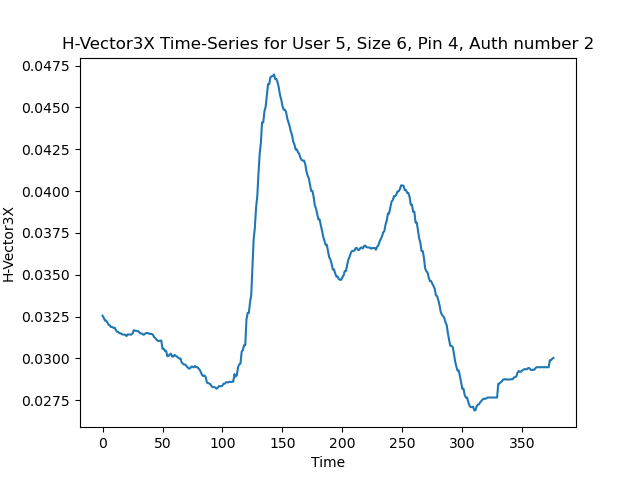 H-Vector3X Time-Series for User 5, Size 6, Pin 4, Auth number 2
0.0475
0.0450
0.0425
0.0400
0.0375
0.0350
0.0325
0.0300
0.0275
H-Vector3X
0 50 100 150 200 250 300 350
Time